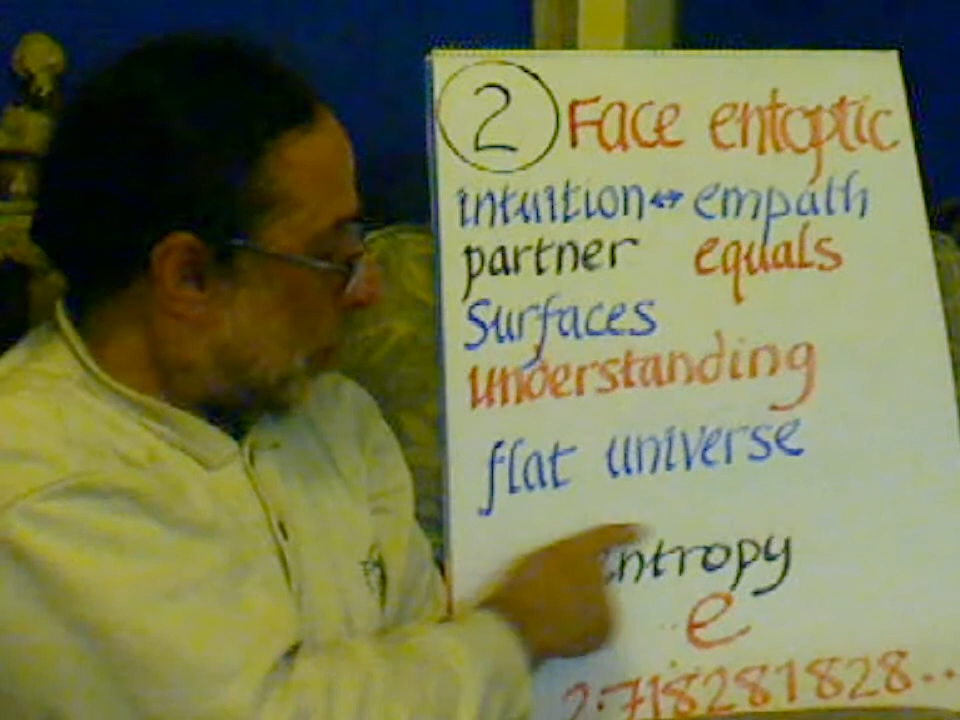 2 Face entoptic
intuition ↔ empath
partner equals
Surfaces
understanding
flat universe
entropy
e
2.718281828...